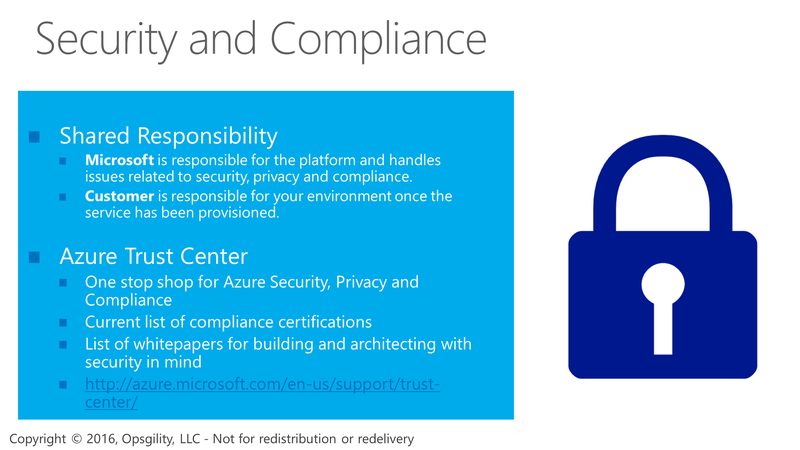 Security and Compliance
Shared Responsibility
Microsoft is responsible for the platform and handles
issues related to security, privacy and compliance.
Customer is responsible for your environment once the
service has been provisioned.
Azure Trust Center
One stop shop for Azure Security, Privacy and
Compliance
Current list of compliance certifications
List of whitepapers for building and architecting with
security in mind
http://azure.microsoft.com/en-us/support/trust-
center/
Copyright © 2016, Opsgility, LLC - Not for redistribution or redelivery